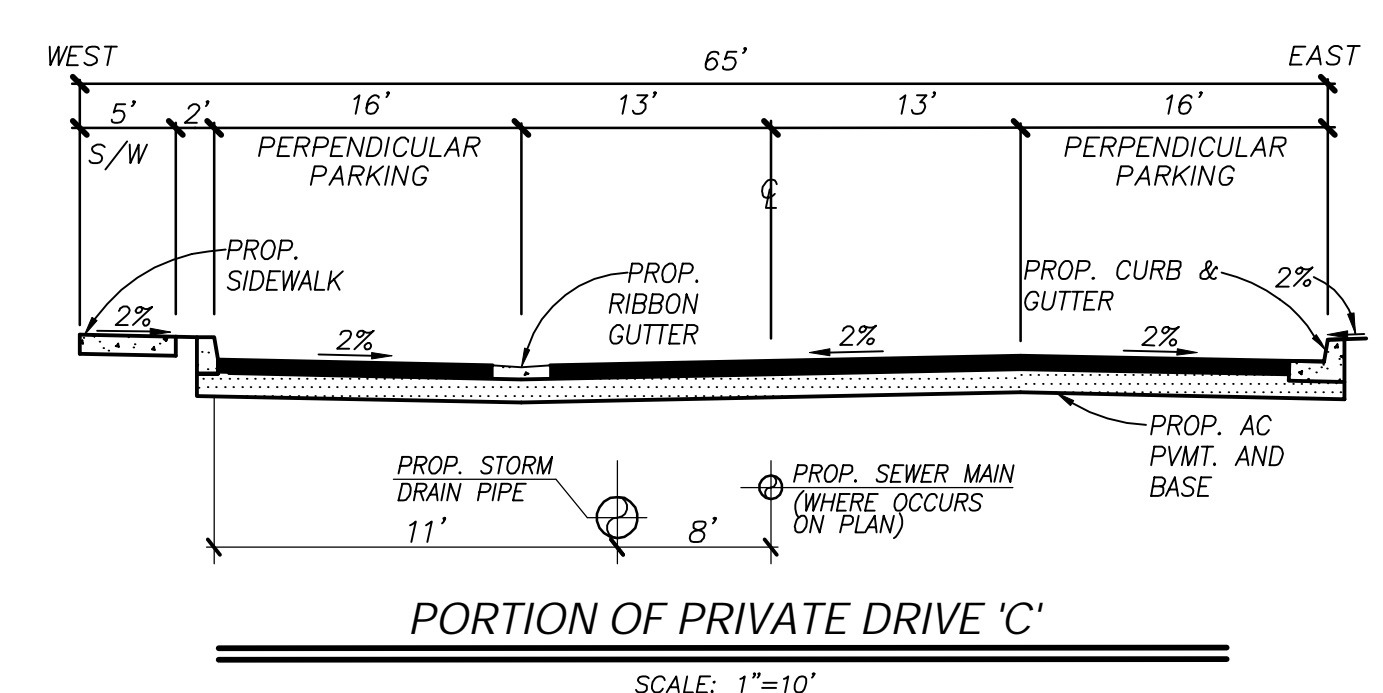 WEST
EAST
65'
5'
2'
16'
13'
13'
16'
S/W
PERPENDICULAR
PARKING
PERPENDICULAR
PARKING
℄
PROP.
SIDEWALK
PROP.
RIBBON
GUTTER
PROP. CURB &
GUTTER
2%
2%
2%
2%
2%
PROP. AC
PVMT. AND
BASE
PROP. STORM
DRAIN PIPE
PROP. SEWER MAIN
(WHERE OCCURS
ON PLAN)
11'
8'
PORTION OF PRIVATE DRIVE 'C'
SCALE: 1"=10'